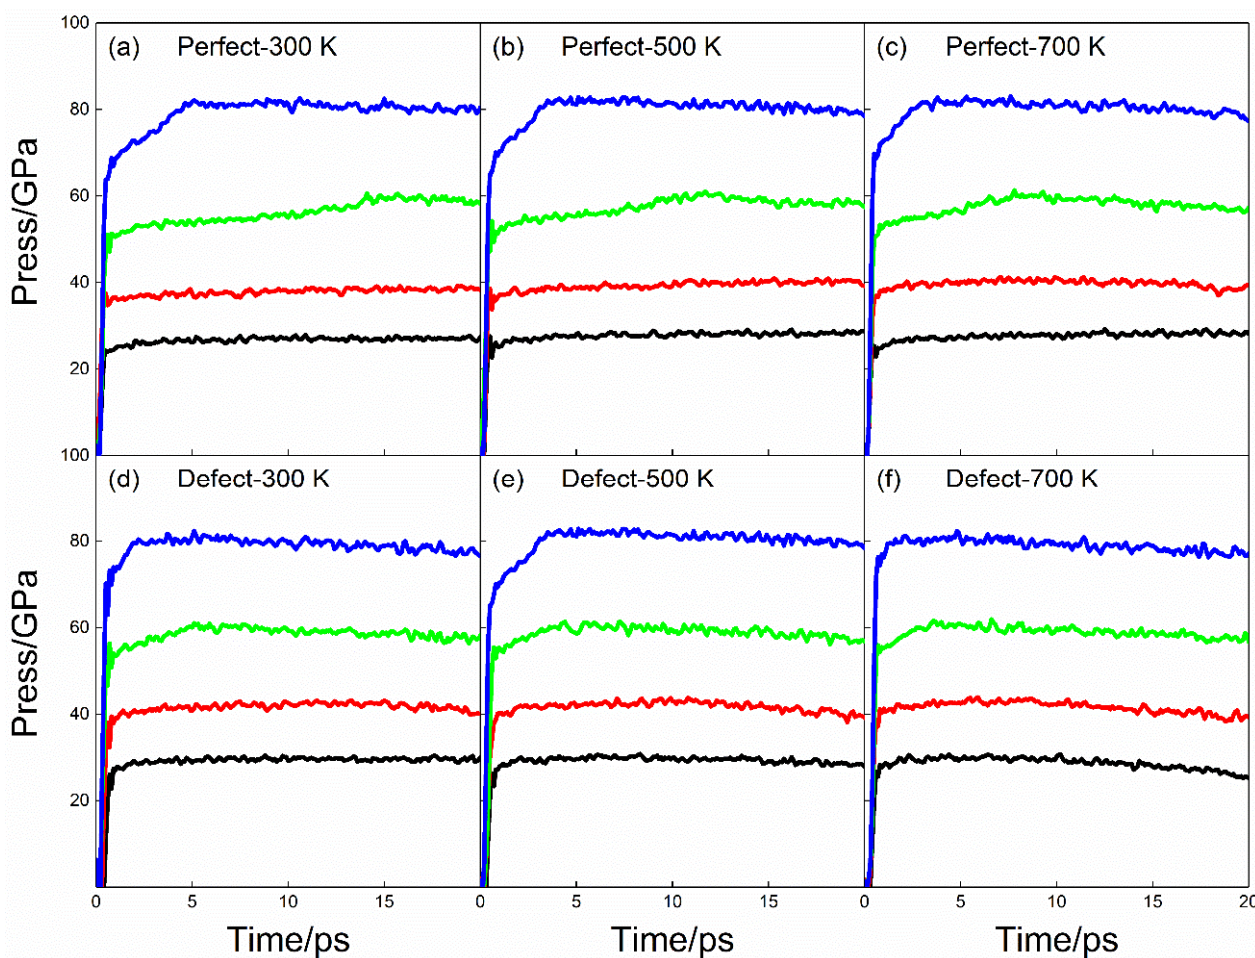 100
(a) Perfect-300 K
(b) Perfect-500 K
(c) Perfect-700 K
80
60
40
20
Press/GPa
100
(d) Defect-300 K
(e) Defect-500 K
(f) Defect-700 K
80
60
40
20
Press/GPa
0 5 10 15 0 5 10 15 0 5 10 15 20
Time/ps Time/ps Time/ps